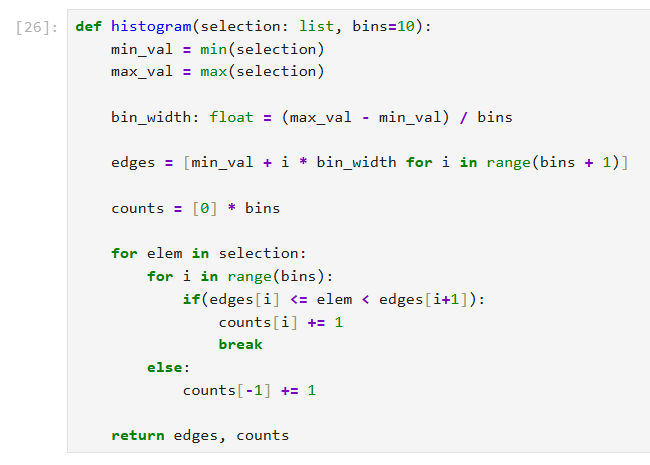 [26]: def histogram(selection: list, bins=10):
    min_val = min(selection)
    max_val = max(selection)

    bin_width: float = (max_val - min_val) / bins

    edges = [min_val + i * bin_width for i in range(bins + 1)]

    counts = [0] * bins

    for elem in selection:
        for i in range(bins):
            if(edges[i] <= elem < edges[i+1]):
                counts[i] += 1
                break
        else:
            counts[-1] += 1

    return edges, counts